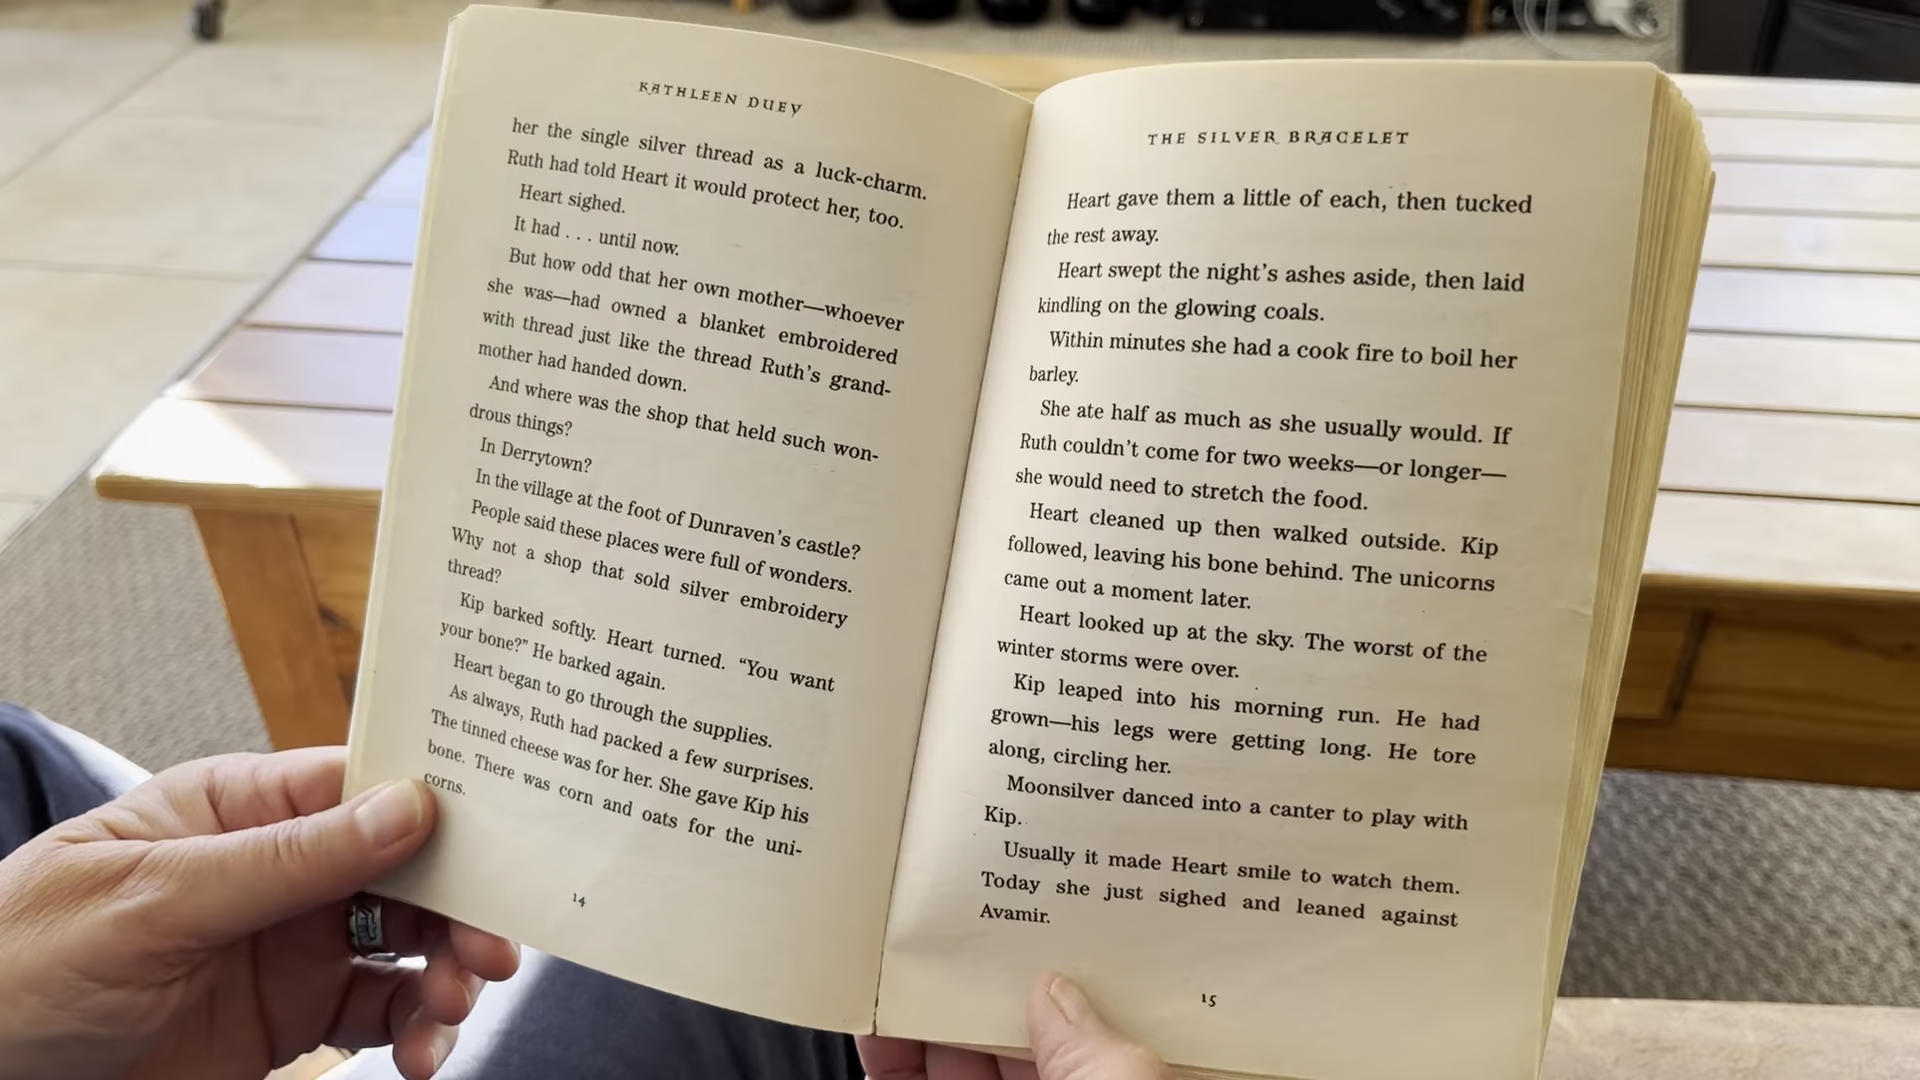 KATHLEEN DUEY
her the single silver thread as a luck-charm.
Ruth had told Heart it would protect her, too.
Heart sighed.
It had . . . until now.
But how odd that her own mother—whoever
she was—had owned a blanket embroidered
with thread just like the thread Ruth's grand-
mother had handed down.
And where was the shop that held such won-
drous things?
In Derrytown?
In the village at the foot of Dunraven's castle?
People said these places were full of wonders.
Why not a shop that sold silver embroidery
thread?
Kip barked softly. Heart turned. “You want
your bone?” He barked again.
Heart began to go through the supplies.
As always, Ruth had packed a few surprises.
The tinned cheese was for her. She gave Kip his
bone. There was corn and oats for the uni-
corns.
14
THE SILVER BRACELET
Heart gave them a little of each, then tucked
the rest away.
Heart swept the night's ashes aside, then laid
kindling on the glowing coals.
Within minutes she had a cook fire to boil her
barley.
She ate half as much as she usually would. If
Ruth couldn't come for two weeks—or longer—
she would need to stretch the food.
Heart cleaned up then walked outside. Kip
followed, leaving his bone behind. The unicorns
came out a moment later.
Heart looked up at the sky. The worst of the
winter storms were over.
Kip leaped into his morning run. He had
grown—his legs were getting long. He tore
along, circling her.
Moonsilver danced into a canter to play with
Kip.
Usually it made Heart smile to watch them.
Today she just sighed and leaned against
Avamir.
15